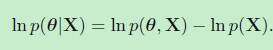 ln p(θ|X) = ln p(θ, X) − ln p(X).